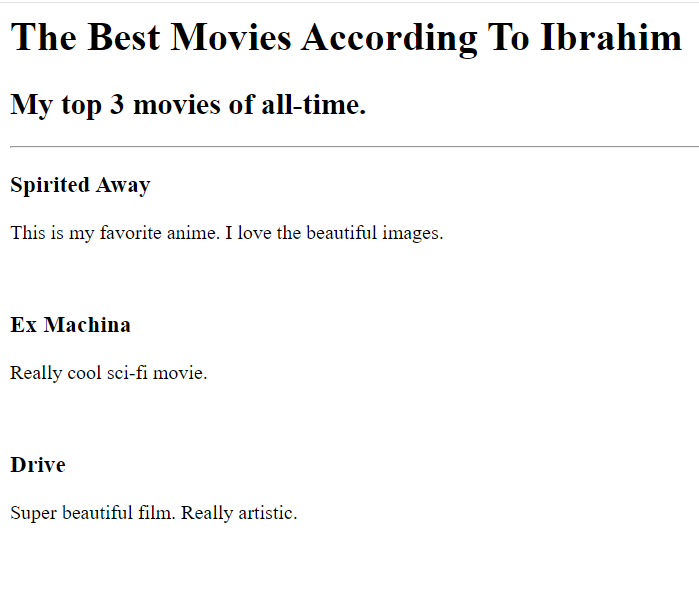 The Best Movies According To Ibrahim
My top 3 movies of all-time.
Spirited Away
This is my favorite anime. I love the beautiful images.
Ex Machina
Really cool sci-fi movie.
Drive
Super beautiful film. Really artistic.